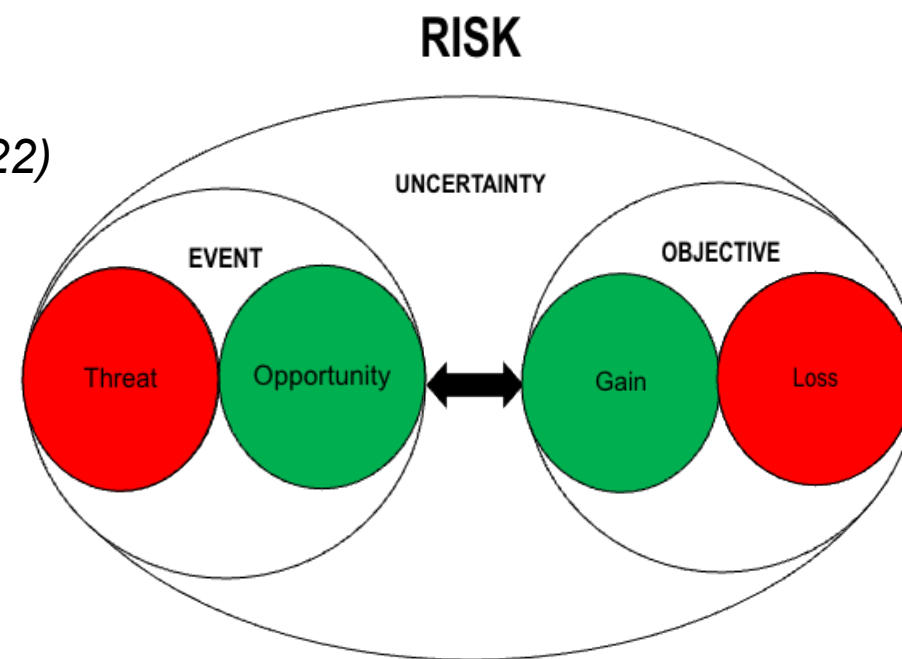 RISK
22)
UNCERTAINTY
EVENT
OBJECTIVE
Threat
Opportunity
Gain
Loss